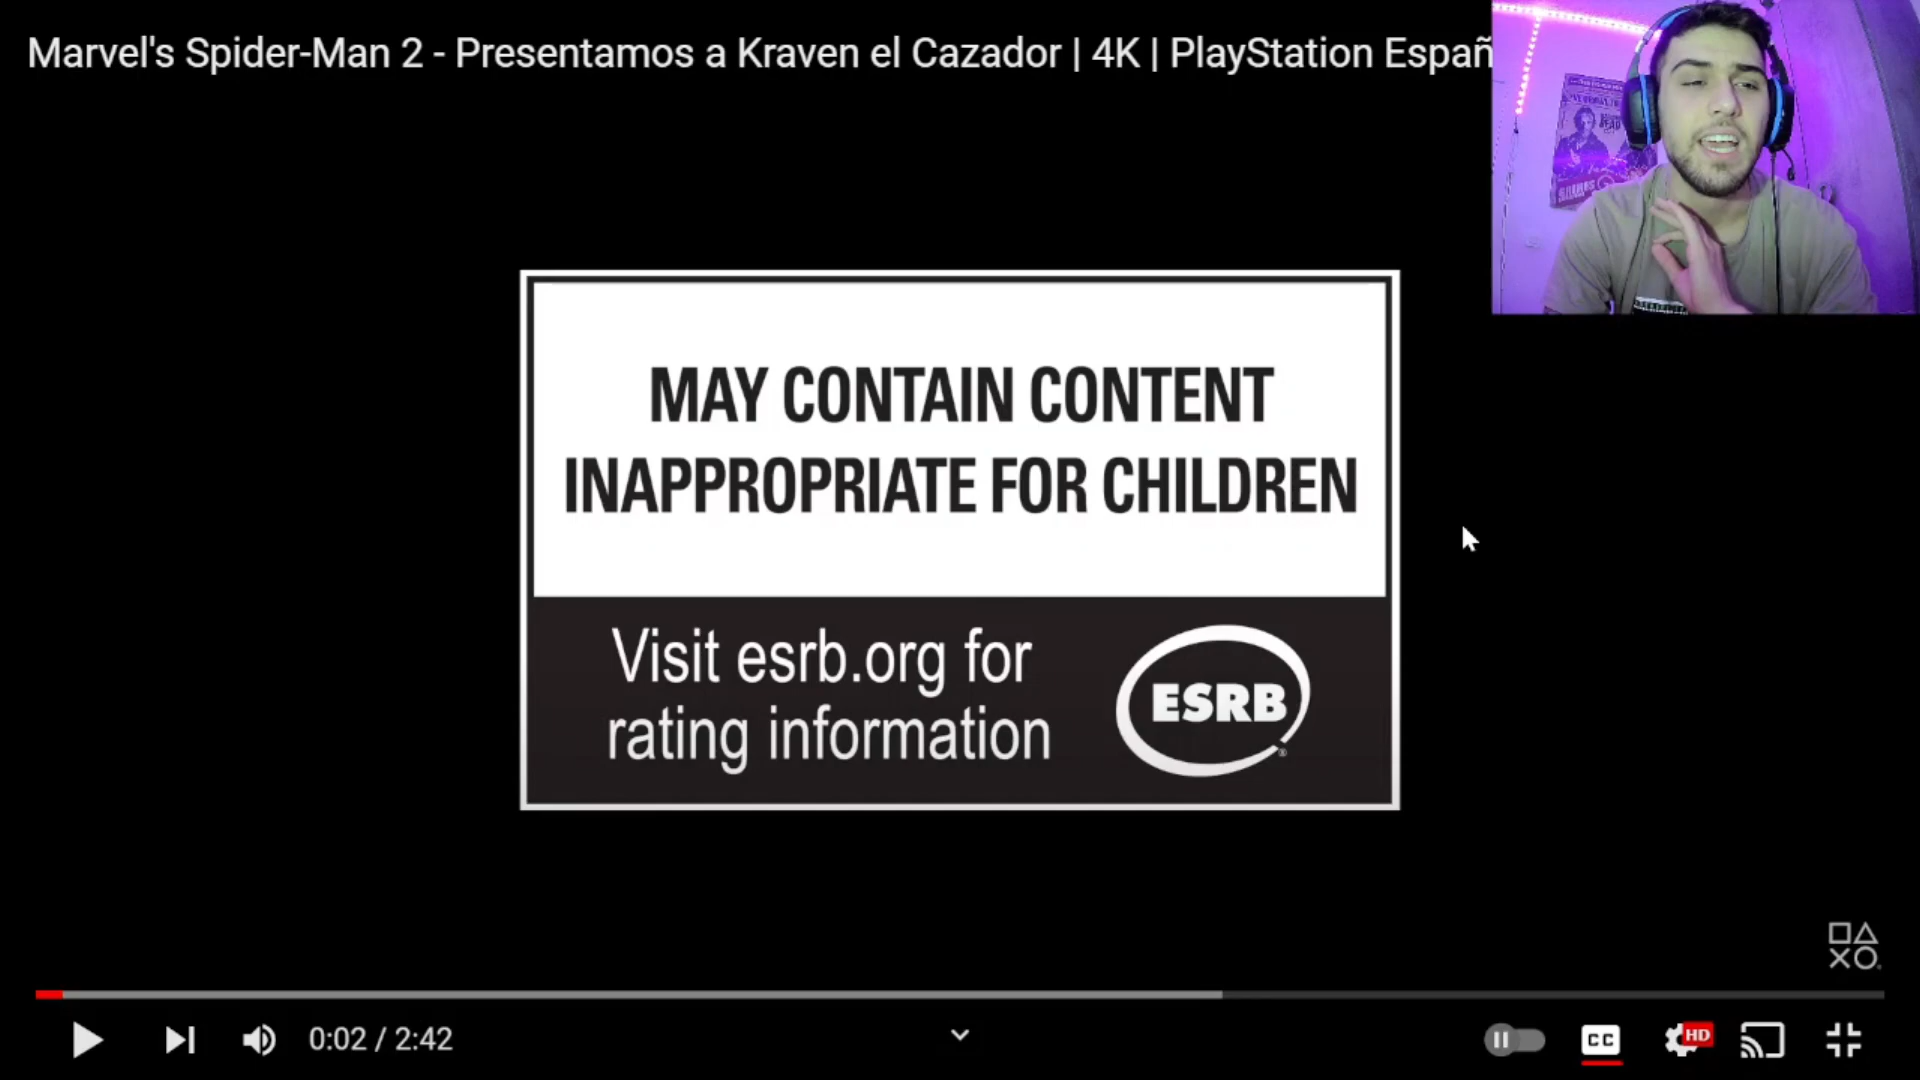 Marvel's Spider-Man 2 - Presentamos a Kraven el Cazador | 4K | PlayStation Españ
MAY CONTAIN CONTENT
INAPPROPRIATE FOR CHILDREN
Visit esrb.org for
rating information
ESRB
0:02 / 2:42
CC
HD